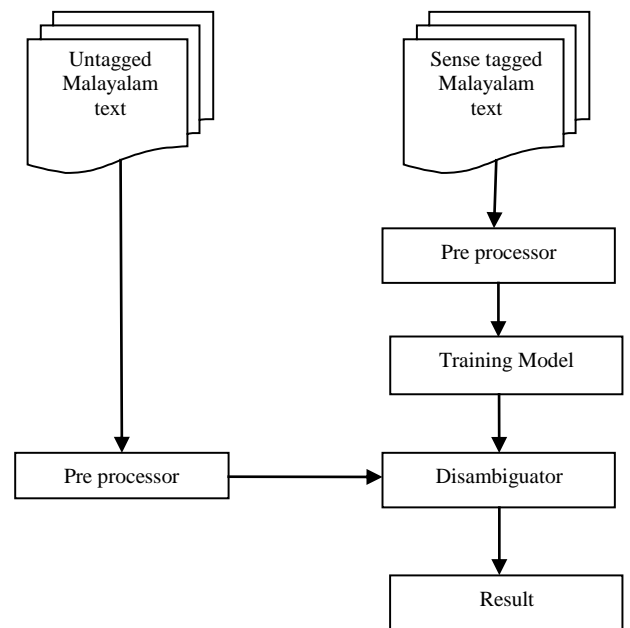 Untagged
Malayalam
text
Sense tagged
Malayalam
text
Pre processor
Training Model
Pre processor
Disambiguator
Result